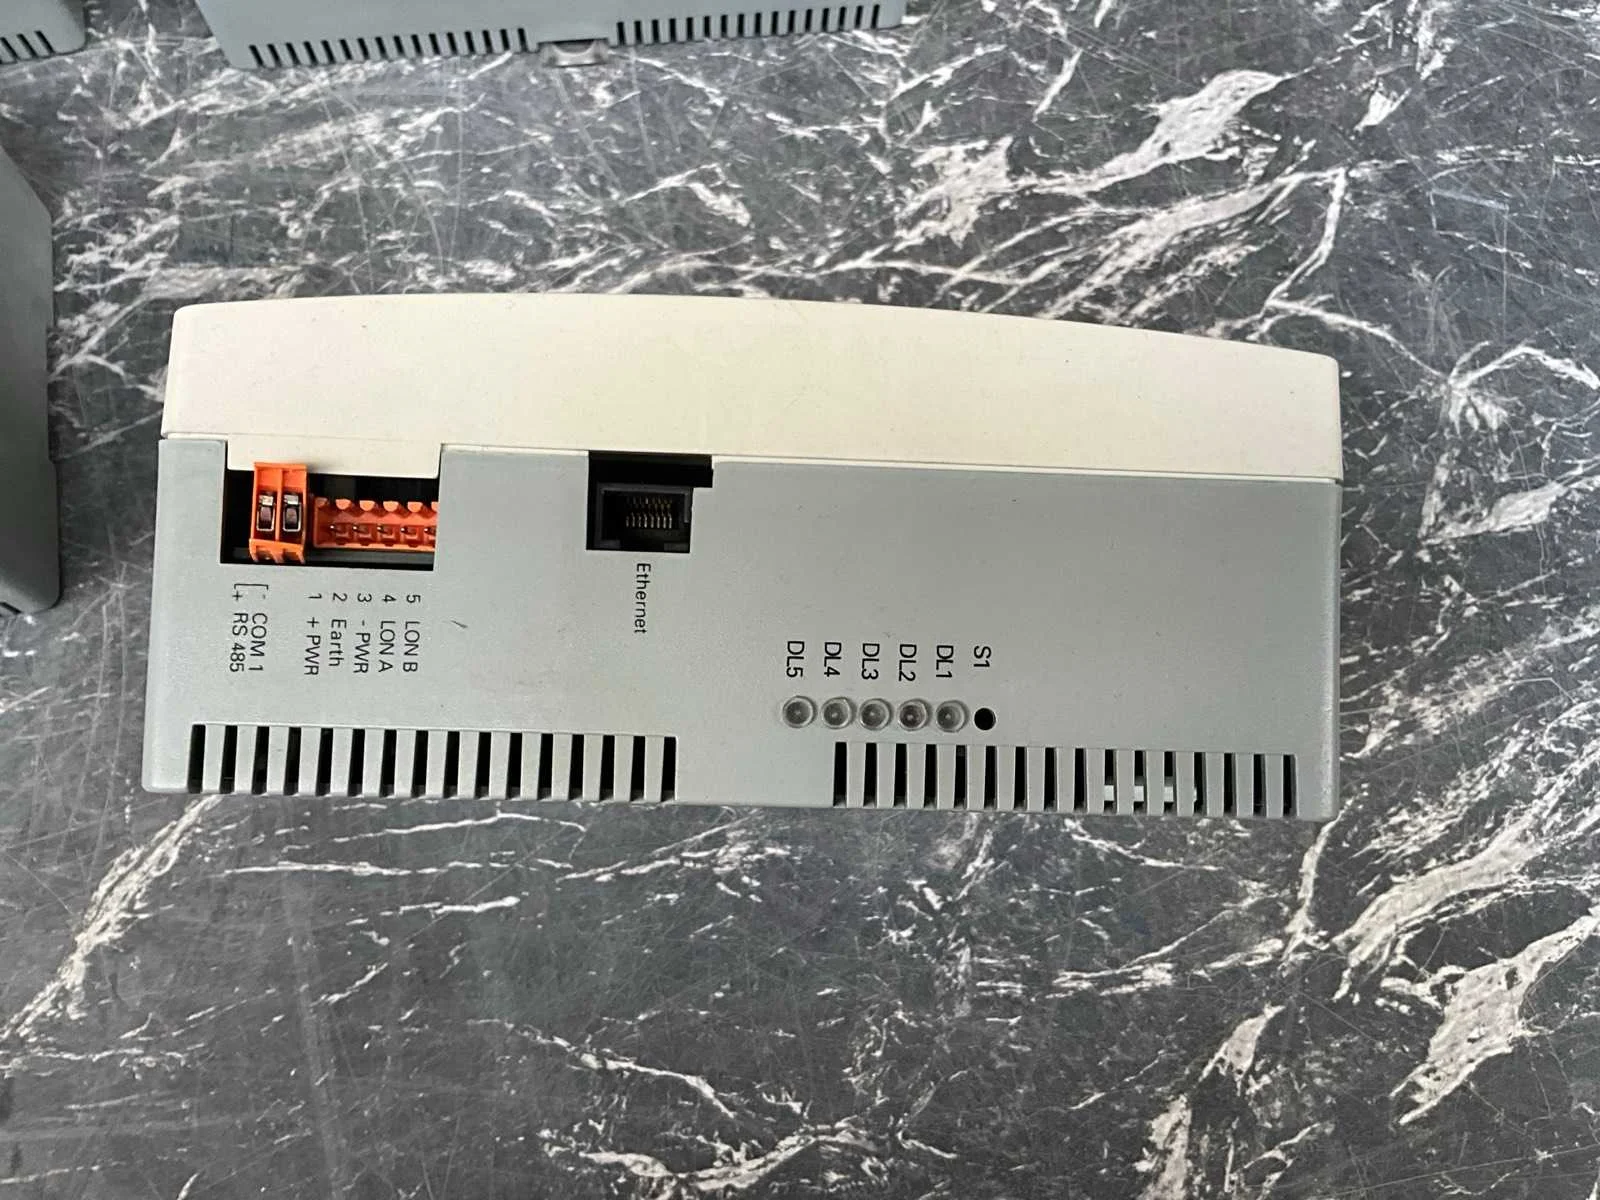 [- COM 1
[+ RS 485
5 LON B
4 LON A
3 - PWR
2 Earth
1 + PWR
Ethernet
S1
DL1
DL2
DL3
DL4
DL5